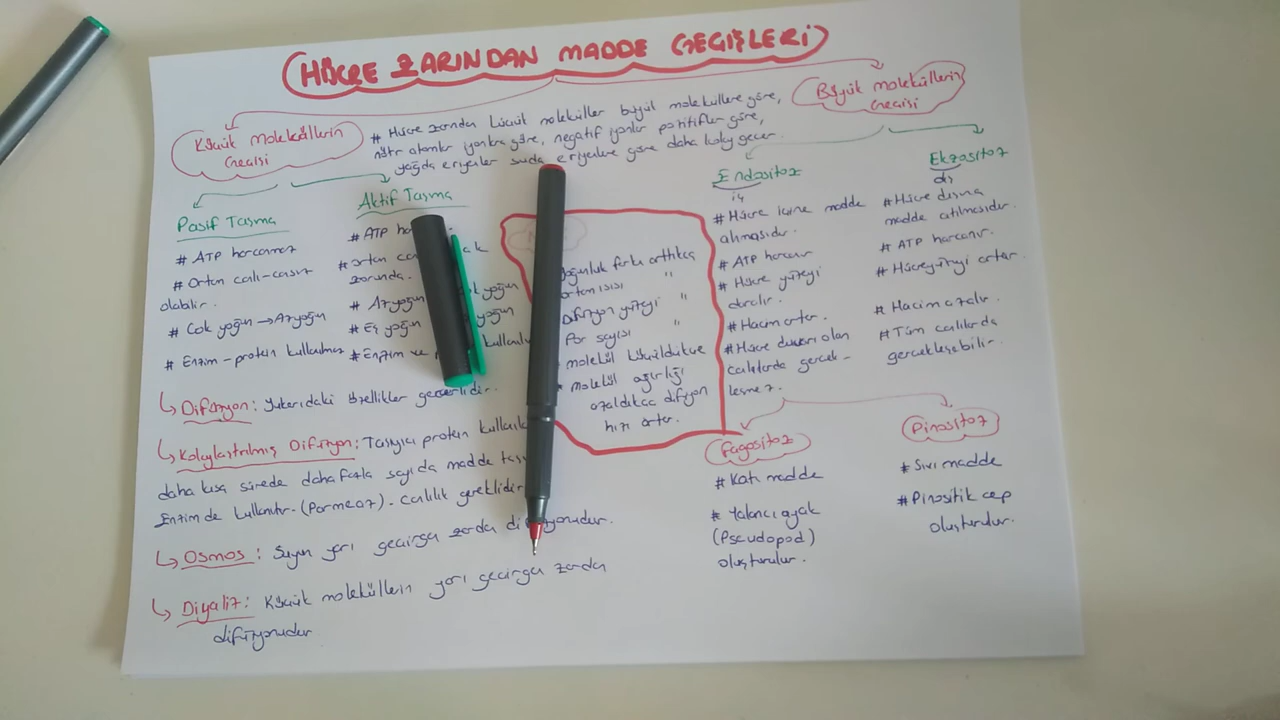 HÜCRE ZARINDAN MADDE GEÇİŞLERİ
Küçük Moleküllerin
Geçişi
# Hücre zarından küçük moleküller büyük moleküllere göre,
nötr atomlar iyonlara göre, negatif iyonlar pozitifler göre,
yağda eriyenler suda eriyenlere göre daha kolay geçer.
Büyük moleküllerin
Geçişi
Pasif Taşıma
# ATP harcanmaz
# Ortam canlı-cansız
olabilir.
# Çok yoğun → Az yoğun
# Enzim-protein kullanılmaz
Aktif Taşıma
# ATP
# Ortam
zorunda.
# Az yoğun
yoğun
# Eş yoğun
yoğun
# Enzim ve
↳ Difüzyon: Yukarıdaki özellikler geçerlidir.
↳ Kolaylaştırılmış Difüzyon: Taşıyıcı protein
daha kısa sürede daha fazla sayıda madde
Enzim de kullanılır. (Permeaz). Canlılık gereklidir
↳ Osmos: Suyun yarı geçirgen zardan difüzyonudur.
↳ Diyaliz: Küçük moleküllerin yarı geçirgen zardan
difüzyonudur
yoğunluk farkı arttıkça
ortam ısısı "
Difüzyon yüzeyi "
Por sayısı "
molekül küçüldükçe
molekül ağırlığı
azaldıkça difüzyon
hızı artar.
Endositoz
iç
# Hücre içine madde
alınmasıdır.
# ATP harcanır
# Hücre yüzeyi
daralır.
# Hacim artar.
# Hücre duvarı olan
canlılarda gerçek-
leşmez.
Ekzositoz
dış
# Hücre dışına
madde atılmasıdır.
# ATP harcanır.
# Hücre yüzeyi artar.
# Hacim azalır.
# Tüm canlılarda
gerçekleşebilir.
Fagositoz
# Katı madde
# Yalancı ayak
(Pseudopod)
oluşturulur.
Pinositoz
# Sıvı madde
# Pinositik cep
oluşturulur.